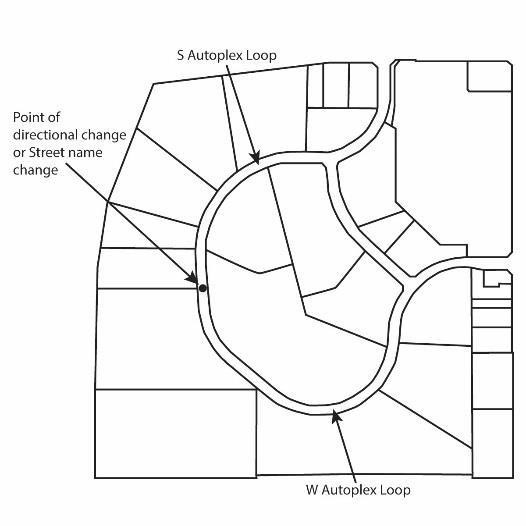 S Autoplex Loop
Point of
directional change
or Street name
change
W Autoplex Loop